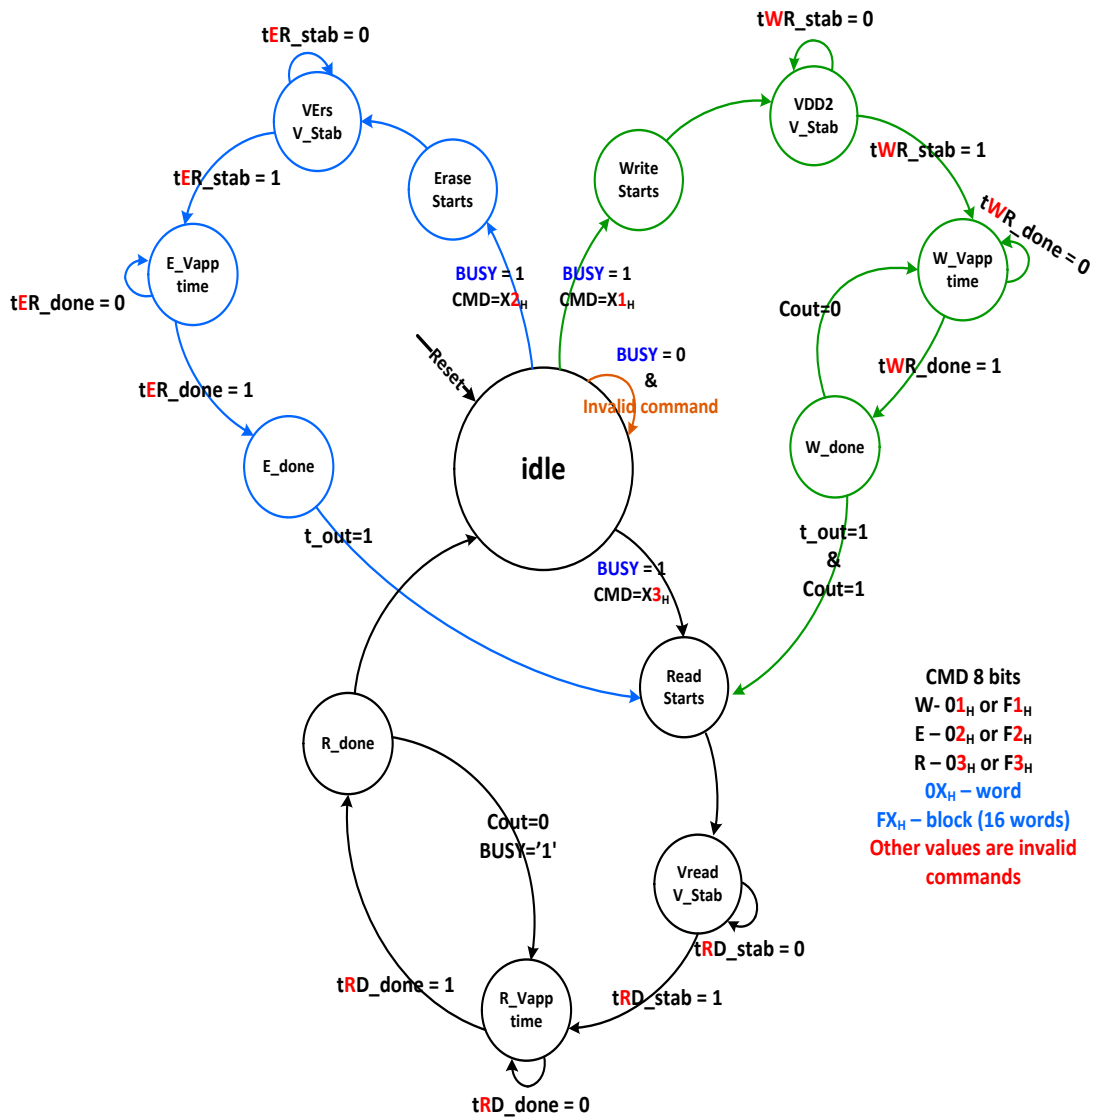 tER_stab = 0
tWR_stab = 0
VErs
V_Stab
VDD2
V_Stab
tER_stab = 1
Erase
Starts
Write
Starts
tWR_stab = 1
tWR_done = 0
E_Vapp
time
W_Vapp
time
tER_done = 0
BUSY = 1
CMD=X2H
BUSY = 1
CMD=X1H
Cout=0
Reset
BUSY = 0
&
Invalid command
tER_done = 1
tWR_done = 1
E_done
idle
W_done
t_out=1
t_out=1
&
Cout=1
BUSY = 1
CMD=X3H
Read
Starts
CMD 8 bits
W- 01H or F1H
E – 02H or F2H
R – 03H or F3H
0XH – word
FXH – block (16 words)
Other values are invalid
commands
R_done
Cout=0
BUSY='1'
Vread
V_Stab
tRD_stab = 0
tRD_done = 1
R_Vapp
time
tRD_stab = 1
tRD_done = 0